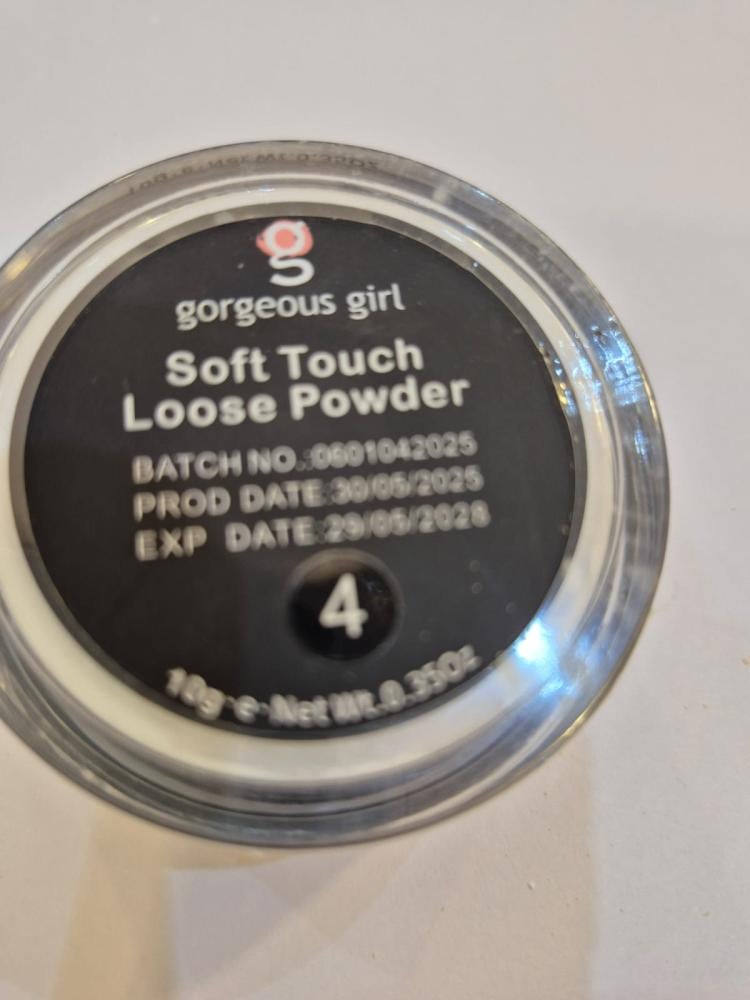 g
gorgeous girl
Soft Touch
Loose Powder
BATCH NO.:0601042025
PROD DATE:30/05/2025
EXP DATE:29/05/2028
4
10g·e·Net Wt.0.35Oz